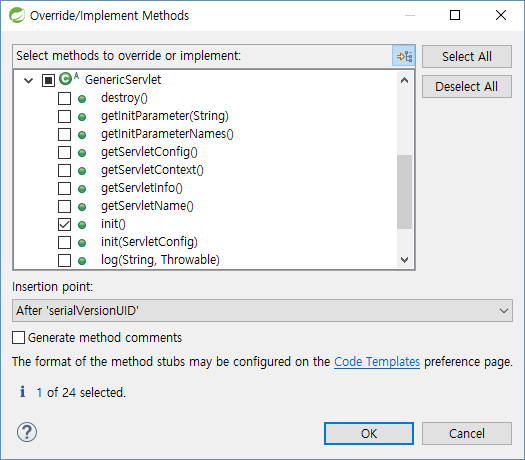 Override/Implement Methods
Select methods to override or implement:
Select All
Deselect All
GenericServlet
destroy()
getInitParameter(String)
getInitParameterNames()
getServletConfig()
getServletContext()
getServletInfo()
getServletName()
init()
init(ServletConfig)
log(String, Throwable)
Insertion point:
After 'serialVersionUID'
Generate method comments
The format of the method stubs may be configured on the Code Templates preference page.
1 of 24 selected.
OK
Cancel